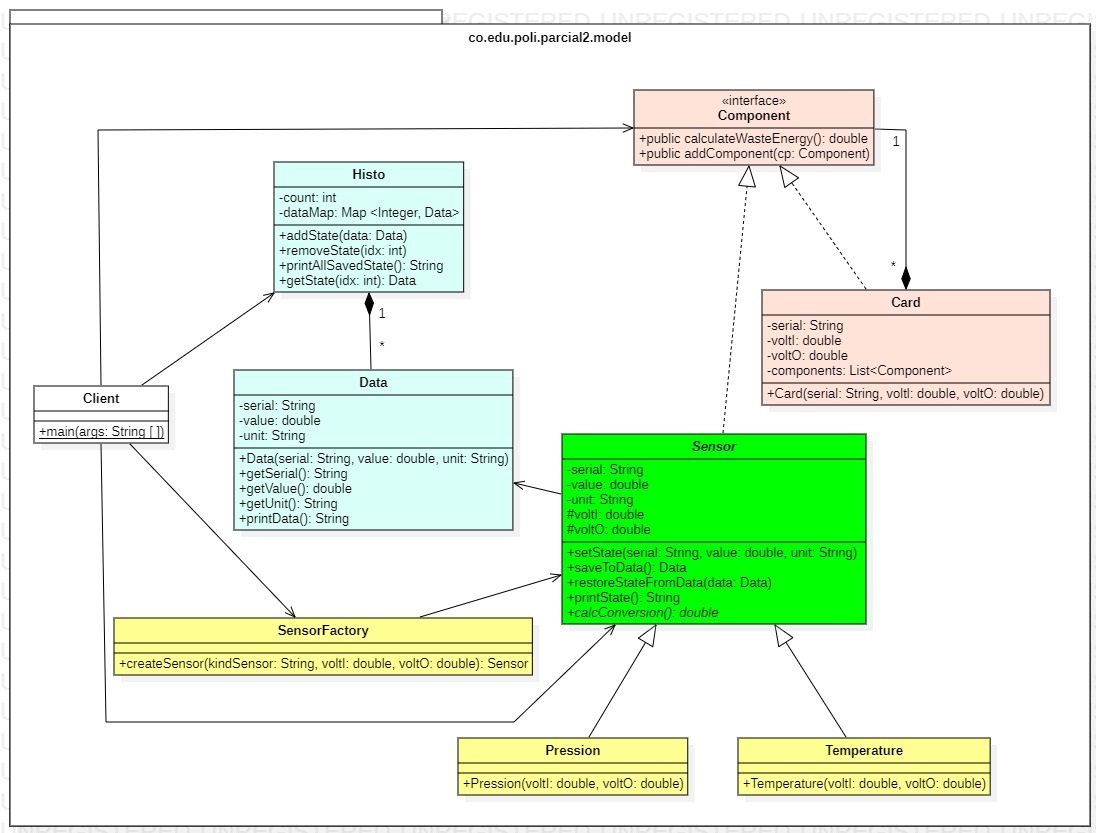 UNREGISTERED UNREGISTERED UNREGISTERED
co.edu.poli.parcial2.model
«interface»
Component
+public calculateWasteEnergy(): double
+public addComponent(cp: Component)
1
*
Histo
-count: int
-dataMap: Map <Integer, Data>
+addState(data: Data)
+removeState(idx: int)
+printAllSavedState(): String
+getState(idx: int): Data
1
*
Card
-serial: String
-voltI: double
-voltO: double
-components: List<Component>
+Card(serial: String, voltI: double, voltO: double)
Client
+main(args: String [ ])
Data
-serial: String
-value: double
-unit: String
+Data(serial: String, value: double, unit: String)
+getSerial(): String
+getValue(): double
+getUnit(): String
+printData(): String
Sensor
-serial: String
-value: double
-unit: String
#voltI: double
#voltO: double
+setState(serial: String, value: double, unit: String)
+saveToData(): Data
+restoreStateFromData(data: Data)
+printState(): String
+calcConversion(): double
SensorFactory
+createSensor(kindSensor: String, voltI: double, voltO: double): Sensor
Pression
+Pression(voltI: double, voltO: double)
Temperature
+Temperature(voltI: double, voltO: double)